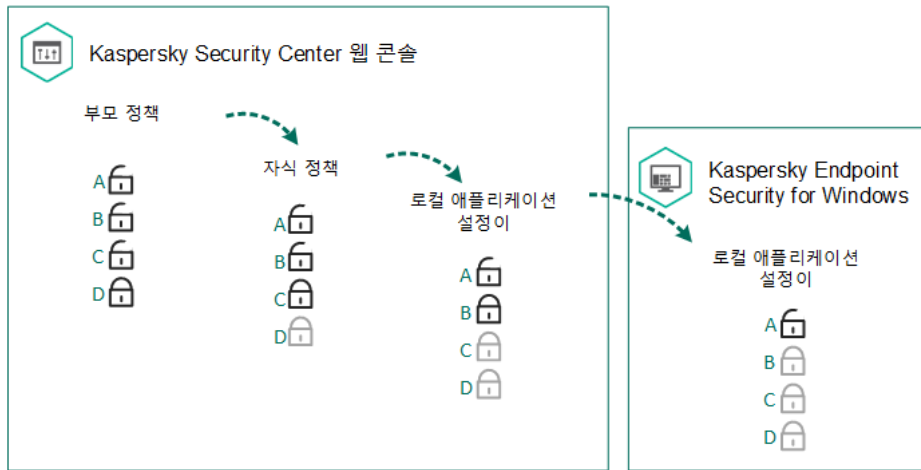 Kaspersky Security Center 웹 콘솔
부모 정책
A
B
C
D
자식 정책
A
B
C
D
로컬 애플리케이션
설정이
A
B
C
D
Kaspersky Endpoint
Security for Windows
로컬 애플리케이션
설정이
A
B
C
D